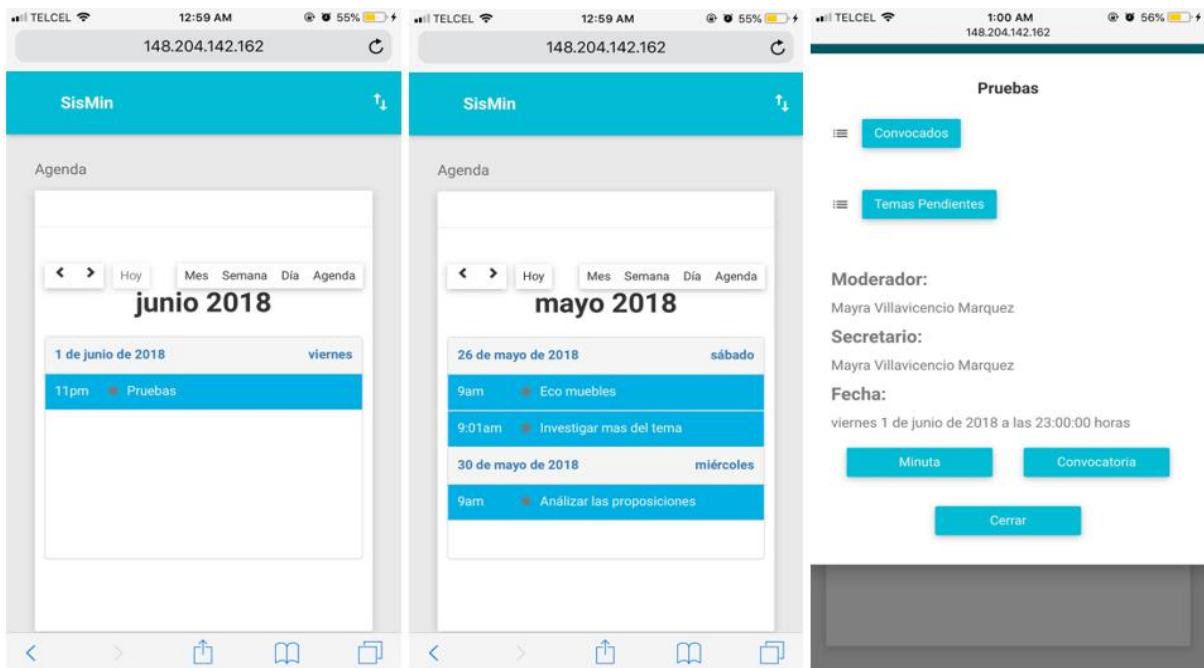 TELCEL 12:59 AM 55%
148.204.142.162
SisMin
Agenda
Hoy Mes Semana Día Agenda
junio 2018
1 de junio de 2018 viernes
11pm Pruebas
TELCEL 12:59 AM 55%
148.204.142.162
SisMin
Agenda
Hoy Mes Semana Día Agenda
mayo 2018
26 de mayo de 2018 sábado
9am Eco muebles
9:01am Investigar mas del tema
30 de mayo de 2018 miércoles
9am Análizar las proposiciones
TELCEL 1:00 AM 56%
148.204.142.162
Pruebas
Convocados
Temas Pendientes
Moderador:
Mayra Villavicencio Marquez
Secretario:
Mayra Villavicencio Marquez
Fecha:
viernes 1 de junio de 2018 a las 23:00:00 horas
Minuta Convocatoria
Cerrar